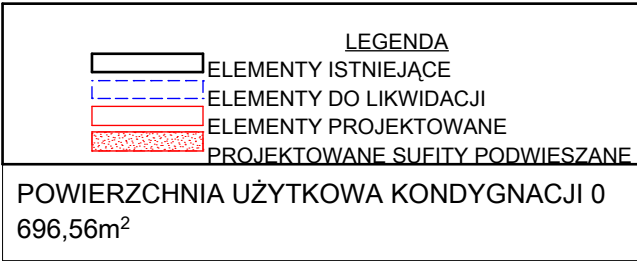 LEGENDA
ELEMENTY ISTNIEJĄCE
ELEMENTY DO LIKWIDACJI
ELEMENTY PROJEKTOWANE
PROJEKTOWANE SUFITY PODWIESZANE
POWIERZCHNIA UŻYTKOWA KONDYGNACJI 0
696,56m²